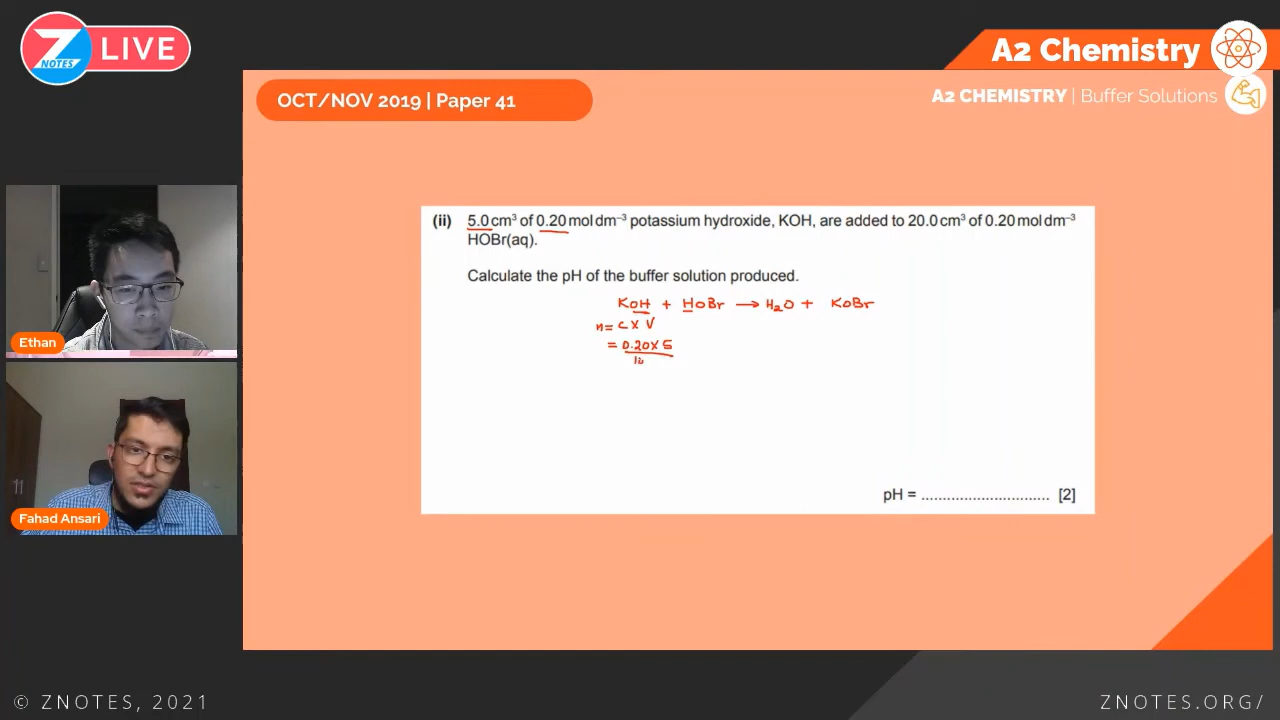 Z NOTES LIVE
A2 Chemistry
OCT/NOV 2019 | Paper 41
A2 CHEMISTRY | Buffer Solutions
(ii) 5.0 cm³ of 0.20 mol dm⁻³ potassium hydroxide, KOH, are added to 20.0 cm³ of 0.20 mol dm⁻³
HOBr(aq).
Calculate the pH of the buffer solution produced.
KOH + HOBr → H₂O + KOBr
n = C X V
= 0.20 X 5
Ethan
Fahad Ansari
pH = .............................. [2]
© ZNOTES, 2021
ZNOTES.ORG/